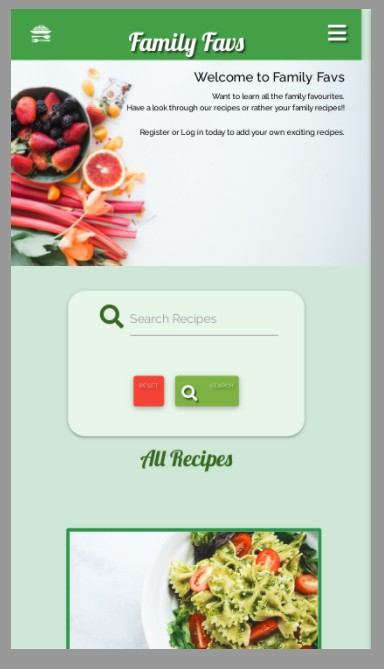 Family Favs
Welcome to Family Favs
Want to learn all the family favourites.
Have a look through our recipes or rather your family recipes!!
Register or Log in today to add your own exciting recipes.
Search Recipes
RESET
SEARCH
All Recipes